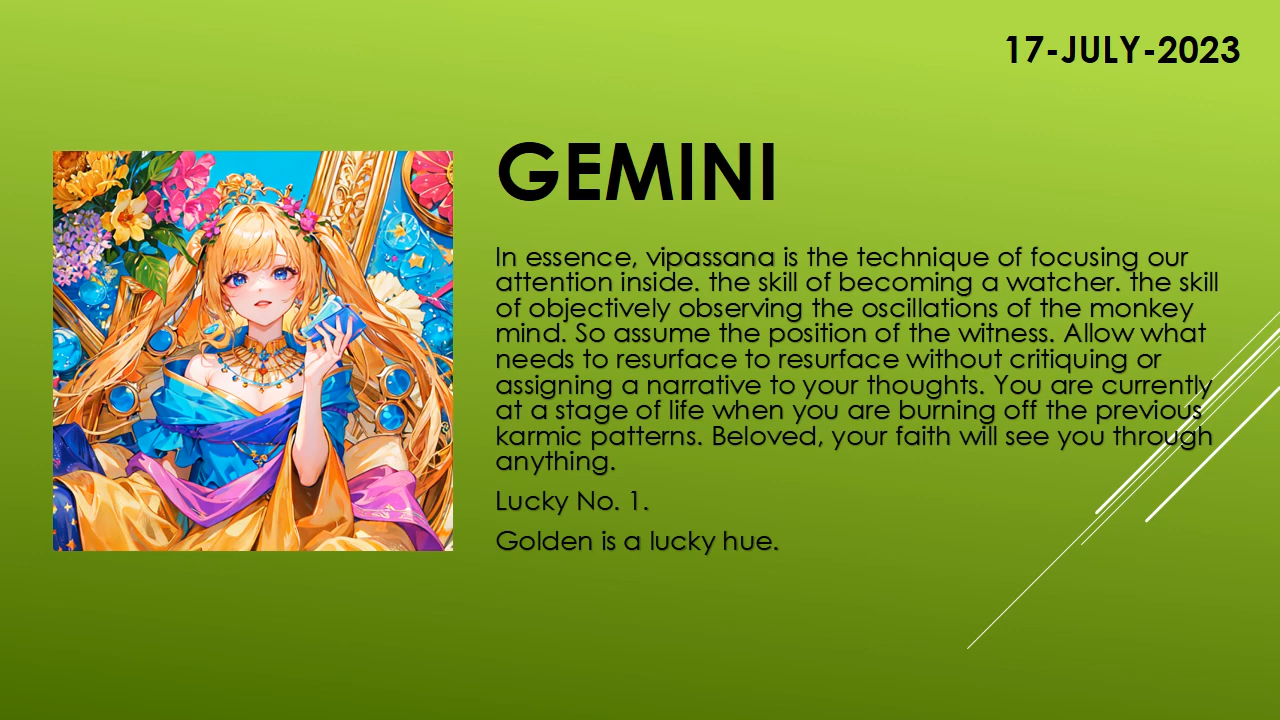 17-JULY-2023
GEMINI
In essence, vipassana is the technique of focusing our
attention inside. the skill of becoming a watcher. the skill
of objectively observing the oscillations of the monkey
mind. So assume the position of the witness. Allow what
needs to resurface to resurface without critiquing or
assigning a narrative to your thoughts. You are currently
at a stage of life when you are burning off the previous
karmic patterns. Beloved, your faith will see you through
anything.
Lucky No. 1.
Golden is a lucky hue.